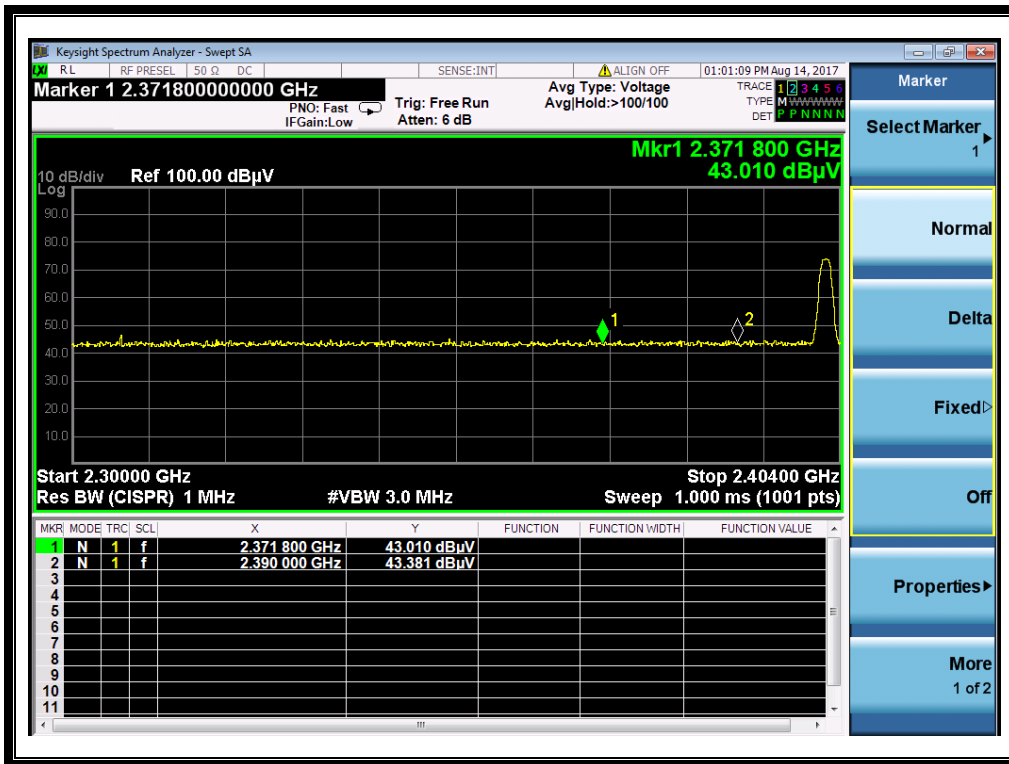 Keysight Spectrum Analyzer - Swept SA
LXI RL RF PRESEL 50 Ω DC SENSE:INT ALIGN OFF 01:01:09 PM Aug 14, 2017
Marker 1 2.371800000000 GHz
PNO: Fast
IFGain:Low
Trig: Free Run
Atten: 6 dB
Avg Type: Voltage
Avg|Hold:>100/100
TRACE 1 2 3 4 5 6
TYPE M W W W W W
DET P P N N N N
Mkr1 2.371 800 GHz
43.010 dBµV
10 dB/div
Log
Ref 100.00 dBµV
90.0
80.0
70.0
60.0
50.0
40.0
30.0
20.0
10.0
1
2
Start 2.30000 GHz
Stop 2.40400 GHz
Res BW (CISPR) 1 MHz
#VBW 3.0 MHz
Sweep 1.000 ms (1001 pts)
MKR MODE TRC SCL X Y FUNCTION FUNCTION WIDTH FUNCTION VALUE
1 N 1 f 2.371 800 GHz 43.010 dBµV
2 N 1 f 2.390 000 GHz 43.381 dBµV
3
4
5
6
7
8
9
10
11
Marker
Select Marker
1
Normal
Delta
Fixed
Off
Properties
More
1 of 2